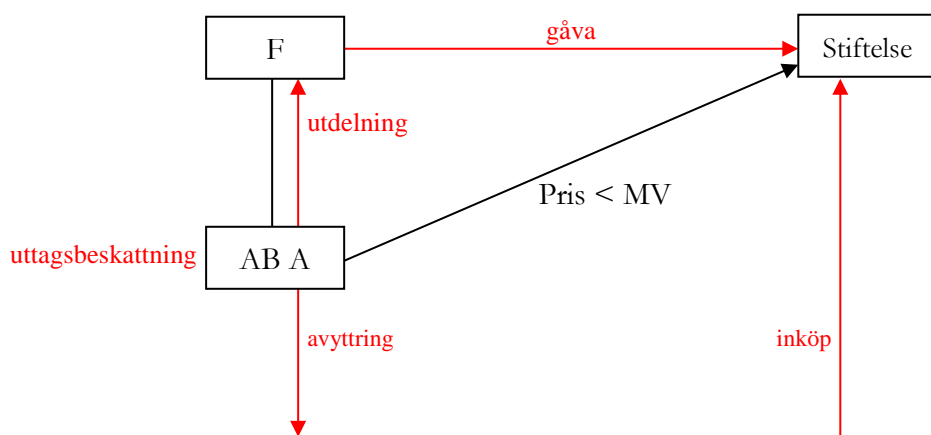 gåva
F
Stiftelse
utdelning
Pris < MV
uttagsbeskattning
AB A
avyttring
inköp